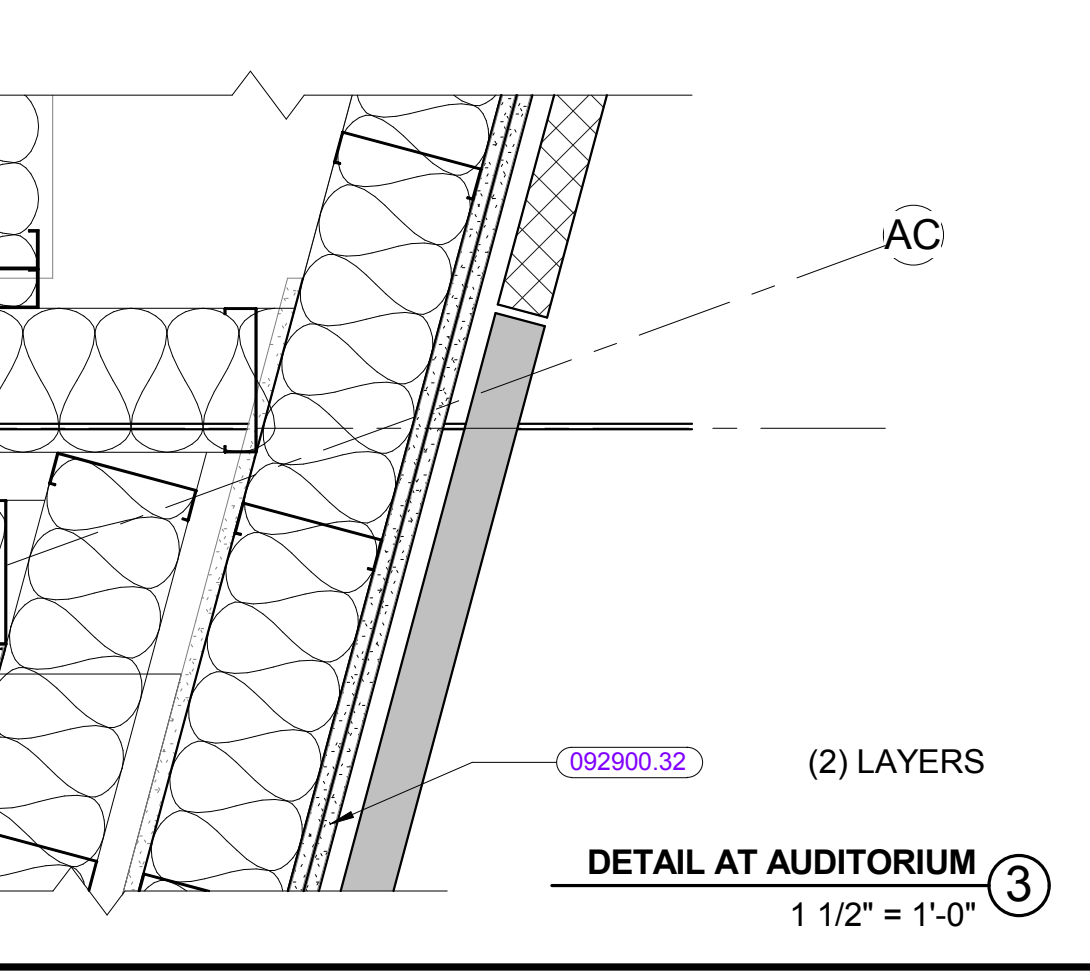 AC
092900.32 (2) LAYERS
DETAIL AT AUDITORIUM
3
1 1/2" = 1'-0"